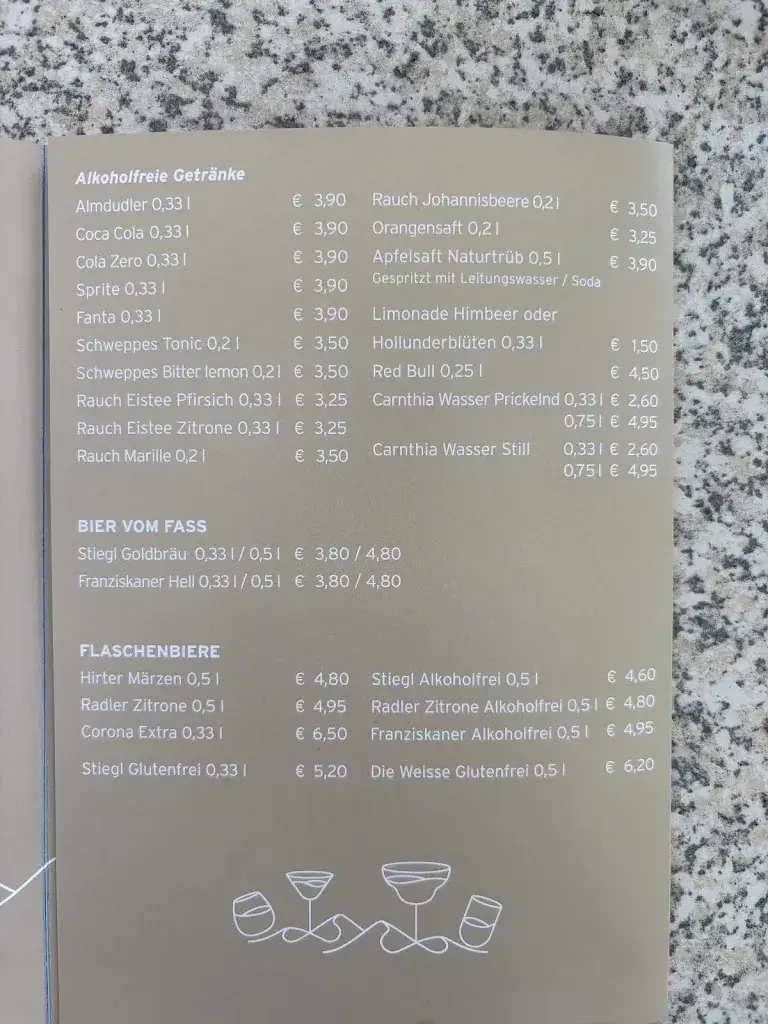 Alkoholfreie Getränke
Almdudler 0,33 l € 3,90
Coca Cola 0,33 l € 3,90
Cola Zero 0,33 l € 3,90
Sprite 0,33 l € 3,90
Fanta 0,33 l € 3,90
Schweppes Tonic 0,2 l € 3,50
Schweppes Bitter lemon 0,2 l € 3,50
Rauch Eistee Pfirsich 0,33 l € 3,25
Rauch Eistee Zitrone 0,33 l € 3,25
Rauch Marille 0,2 l € 3,50
Rauch Johannisbeere 0,2 l € 3,50
Orangensaft 0,2 l € 3,25
Apfelsaft Naturtrüb 0,5 l € 3,90
Gespritzt mit Leitungswasser / Soda
Limonade Himbeer oder
Hollunderblüten 0,33 l € 1,50
Red Bull 0,25 l € 4,50
Carnthia Wasser Prickelnd 0,33 l € 2,60
0,75 l € 4,95
Carnthia Wasser Still 0,33 l € 2,60
0,75 l € 4,95
BIER VOM FASS
Stiegl Goldbräu 0,33 l / 0,5 l € 3,80 / 4,80
Franziskaner Hell 0,33 l / 0,5 l € 3,80 / 4,80
FLASCHENBIERE
Hirter Märzen 0,5 l € 4,80
Radler Zitrone 0,5 l € 4,95
Corona Extra 0,33 l € 6,50
Stiegl Glutenfrei 0,33 l € 5,20
Stiegl Alkoholfrei 0,5 l € 4,60
Radler Zitrone Alkoholfrei 0,5 l € 4,80
Franziskaner Alkoholfrei 0,5 l € 4,95
Die Weisse Glutenfrei 0,5 l € 6,20